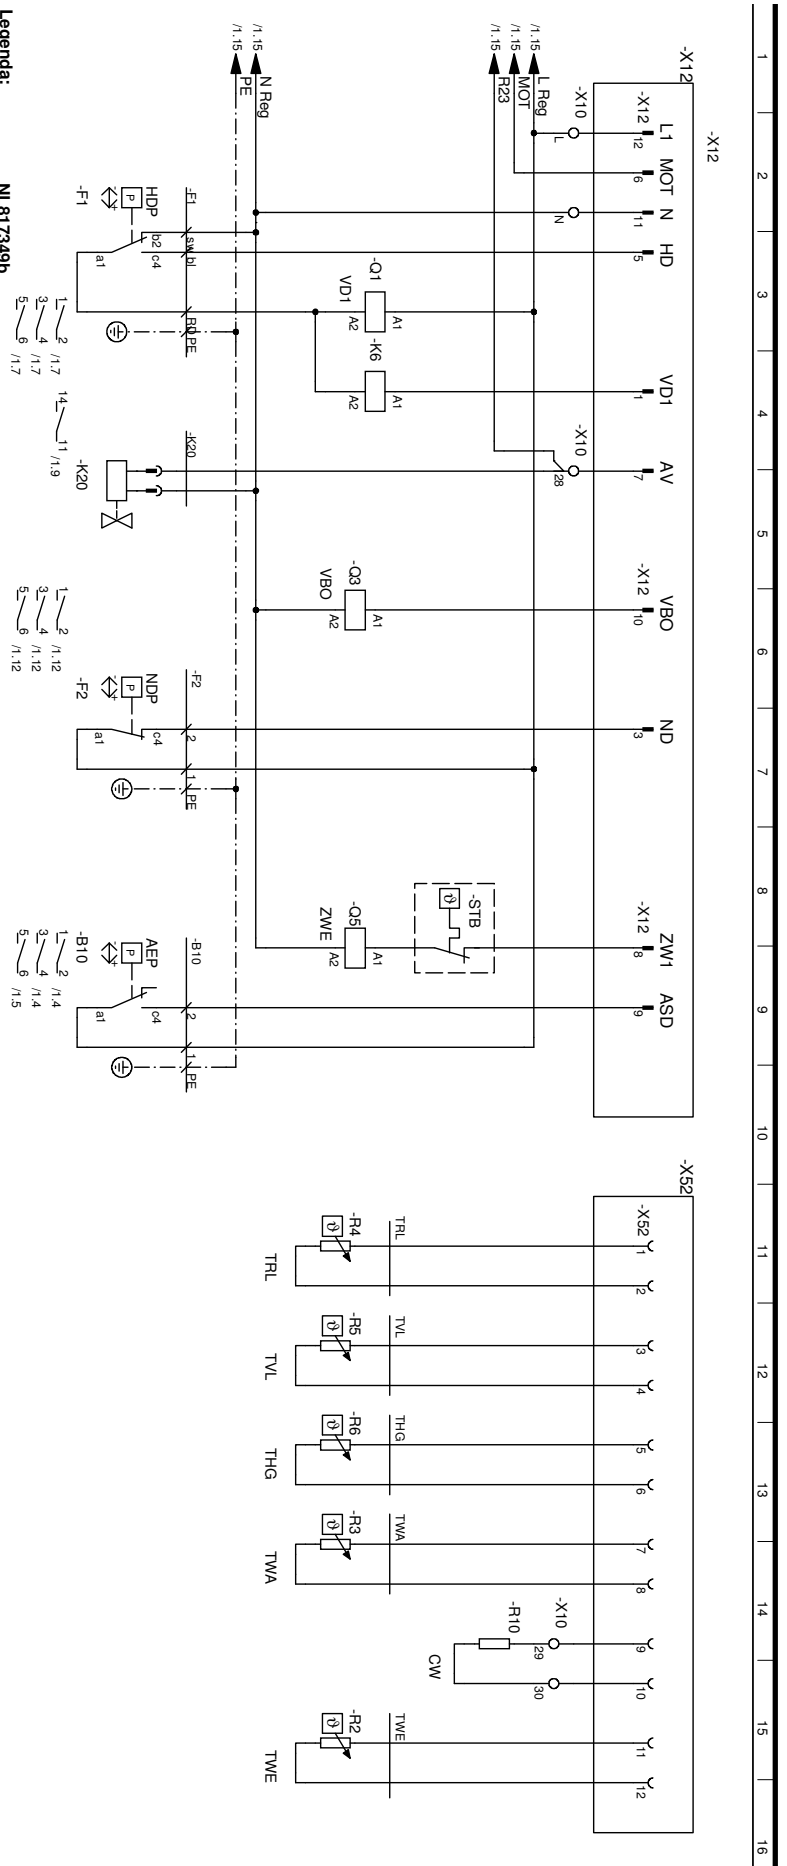 1
2
3
4
5
6
7
8
9
10
11
12
13
14
15
16
-X12
-X12
-X52
-X12 L1 MOT N HD VD1 AV -X12 VBO ND -X12 ZW1 ASD
12 6 11 5 1 7 10 3 8 9
-X52
1 2 3 4 5 6 7 8 9 10 11 12
-X10
L
N
-X10
28
-X10
29 30
/1.15 L Reg
/1.15 MOT
/1.15 R23
-R10
CW
-STB
ϑ
-Q1
VD1
A1
A2
-K6
A1
A2
-Q3
VBO
A1
A2
-Q5
ZWE
A1
A2
TRL
-R4
ϑ
TRL
TVL
-R5
ϑ
TVL
THG
-R6
ϑ
THG
TWA
-R3
ϑ
TWA
TWE
-R2
ϑ
TWE
/1.15 N Reg
/1.15 PE
-F1
sw bl RD PE
HDP
P
b2 c4
a1
-F1
-K20
-K20
-F2
2 1 PE
NDP
P
c4
a1
-F2
-B10
2 1 PE
AEP
P
c4
a1
-B10
1 2 /1.7
3 4 /1.7
5 6 /1.7
14 11 /1.9
1 2 /1.12
3 4 /1.12
5 6 /1.12
1 2 /1.4
3 4 /1.4
5 6 /1.5
Legenda:
NL817349b